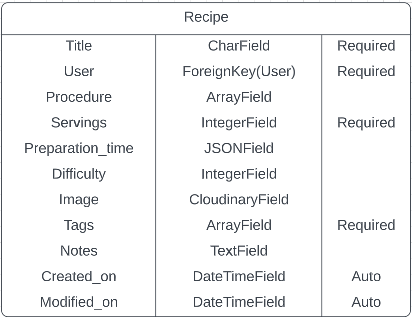 Recipe
Title CharField Required
User ForeignKey(User) Required
Procedure ArrayField
Servings IntegerField Required
Preparation_time JSONField
Difficulty IntegerField
Image CloudinaryField
Tags ArrayField Required
Notes TextField
Created_on DateTimeField Auto
Modified_on DateTimeField Auto